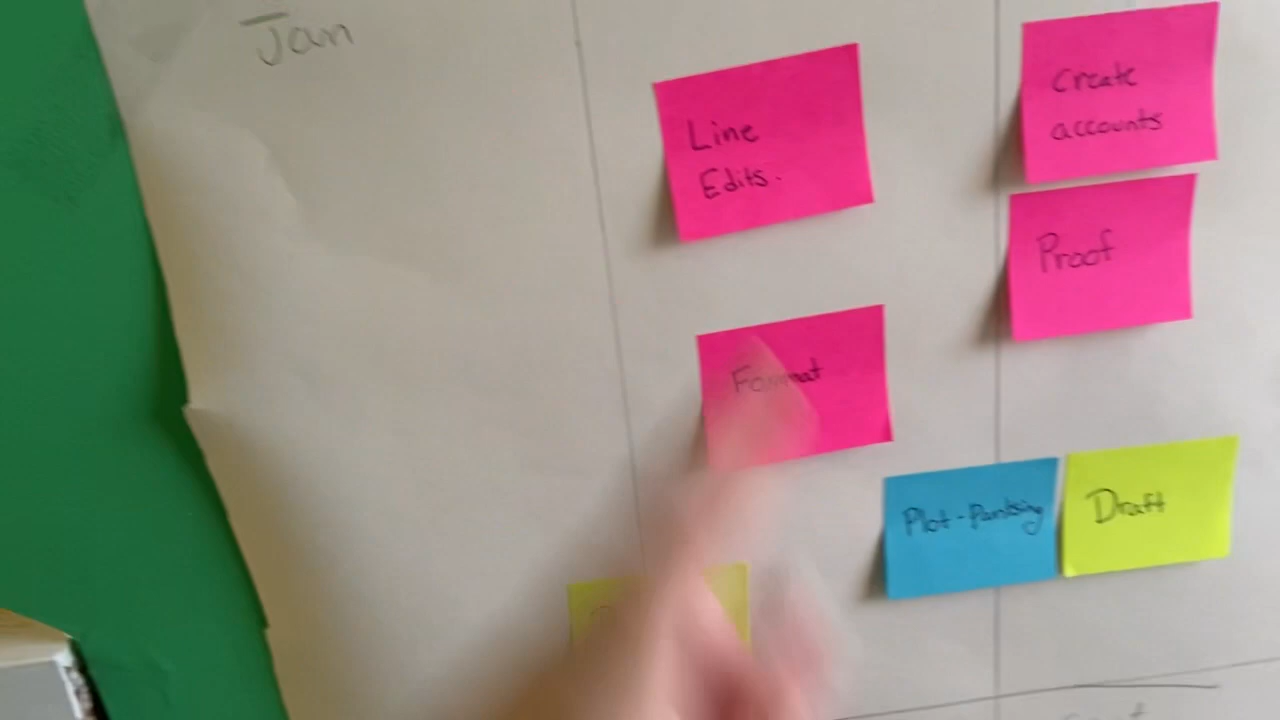 Jan
Line
Edits.
Create
accounts
Proof
Format
Plot-Pantsing
Draft